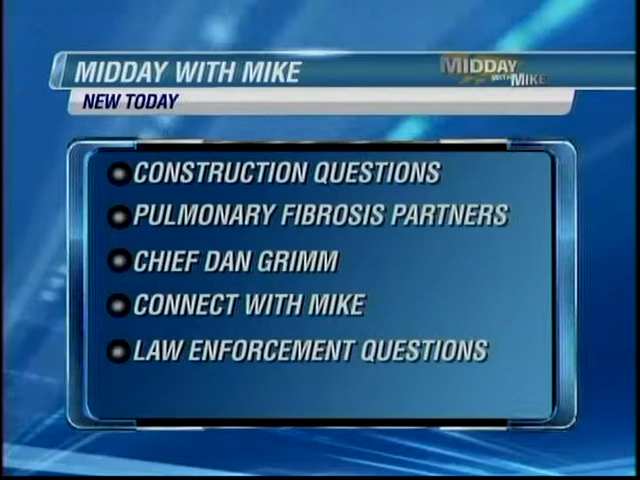 MIDDAY WITH MIKE
MIDDAY
WITH MIKE
NEW TODAY
CONSTRUCTION QUESTIONS
PULMONARY FIBROSIS PARTNERS
CHIEF DAN GRIMM
CONNECT WITH MIKE
LAW ENFORCEMENT QUESTIONS